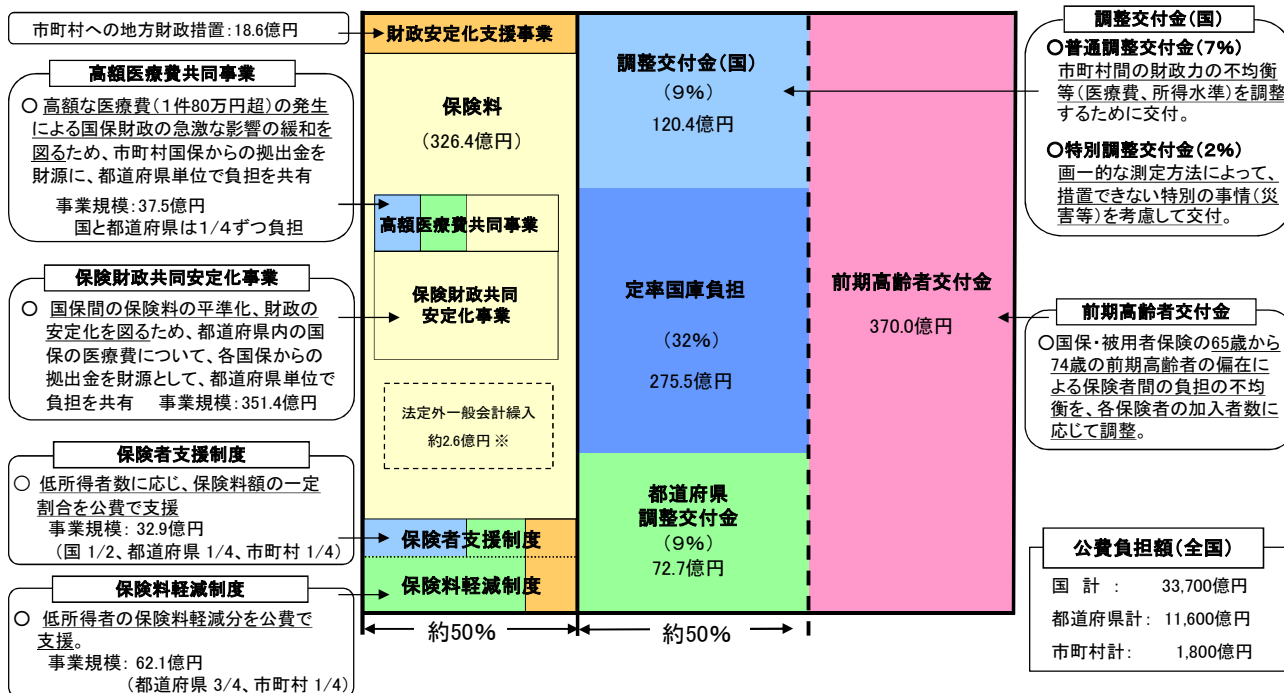 市町村への地方財政措置:18.6億円
高額医療費共同事業
○ 高額な医療費(1件80万円超)の発生
による国保財政の急激な影響の緩和を
図るため、市町村国保からの拠出金を
財源に、都道府県単位で負担を共有
事業規模:37.5億円
国と都道府県は1/4ずつ負担
保険財政共同安定化事業
○ 国保間の保険料の平準化、財政の
安定化を図るため、都道府県内の国
保の医療費について、各国保からの
拠出金を財源として、都道府県単位で
負担を共有 事業規模:351.4億円
保険者支援制度
○ 低所得者数に応じ、保険料額の一定
割合を公費で支援
事業規模: 32.9億円
(国 1/2、都道府県 1/4、市町村 1/4)
保険料軽減制度
○ 低所得者の保険料軽減分を公費で
支援。
事業規模: 62.1億円
(都道府県 3/4、市町村 1/4)
財政安定化支援事業
保険料
(326.4億円)
高額医療費共同事業
保険財政共同
安定化事業
法定外一般会計繰入
約2.6億円 ※
保険者支援制度
保険料軽減制度
約50%
調整交付金(国)
(9%)
120.4億円
定率国庫負担
(32%)
275.5億円
都道府県
調整交付金
(9%)
72.7億円
約50%
前期高齢者交付金
370.0億円
調整交付金(国)
○普通調整交付金(7%)
市町村間の財政力の不均衡
等(医療費、所得水準)を調整
するために交付。
○特別調整交付金(2%)
画一的な測定方法によって、
措置できない特別の事情(災
害等)を考慮して交付。
前期高齢者交付金
○国保・被用者保険の65歳から
74歳の前期高齢者の偏在に
よる保険者間の負担の不均
衡を、各保険者の加入者数に
応じて調整。
公費負担額(全国)
国 計 : 33,700億円
都道府県計: 11,600億円
市町村計: 1,800億円